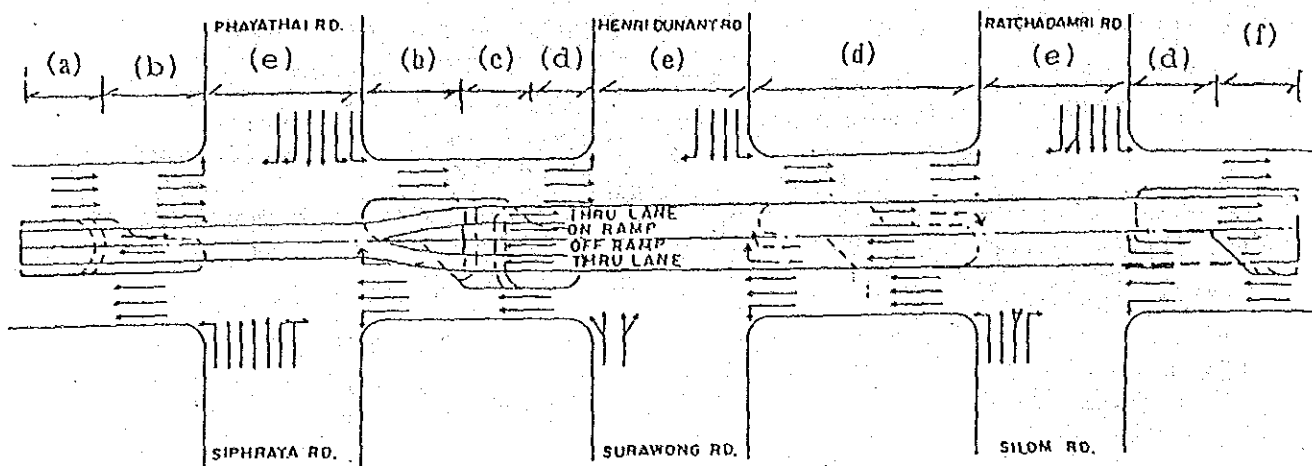 PHAYATHAI RD.
HENRI DUNANT RD
RATCHADAMRI RD
(a) (b) (e) (b) (c) (d) (e) (d) (e) (d) (f)
THRU LANE
ON RAMP
OFF RAMP
THRU LANE
SIPHRAYA RD.
SURAWONG RD.
SILOM RD.